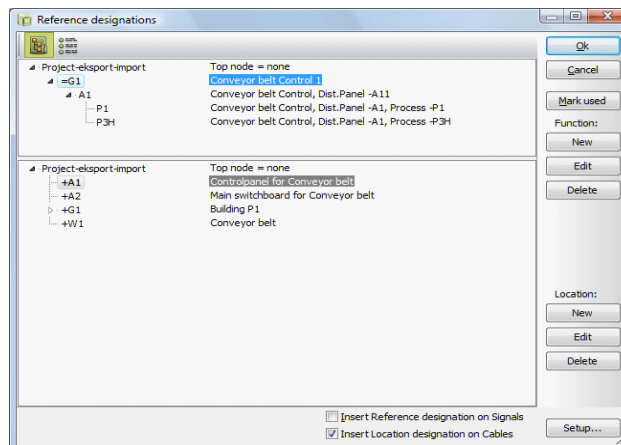 Reference designations
Ok
Project-eksport-import Top node = none
=G1 Conveyor belt Control 1
Cancel
A1 Conveyor belt Control, Dist.Panel -A11
P1 Conveyor belt Control, Dist.Panel -A1, Process -P1
Mark used
P3H Conveyor belt Control, Dist.Panel -A1, Process -P3H
Function:
New
Edit
Delete
Project-eksport-import Top node = none
+A1 Controlpanel for Conveyor belt
+A2 Main switchboard for Conveyor belt
+G1 Building P1
+W1 Conveyor belt
Location:
New
Edit
Delete
Insert Reference designation on Signals
Insert Location designation on Cables
Setup...